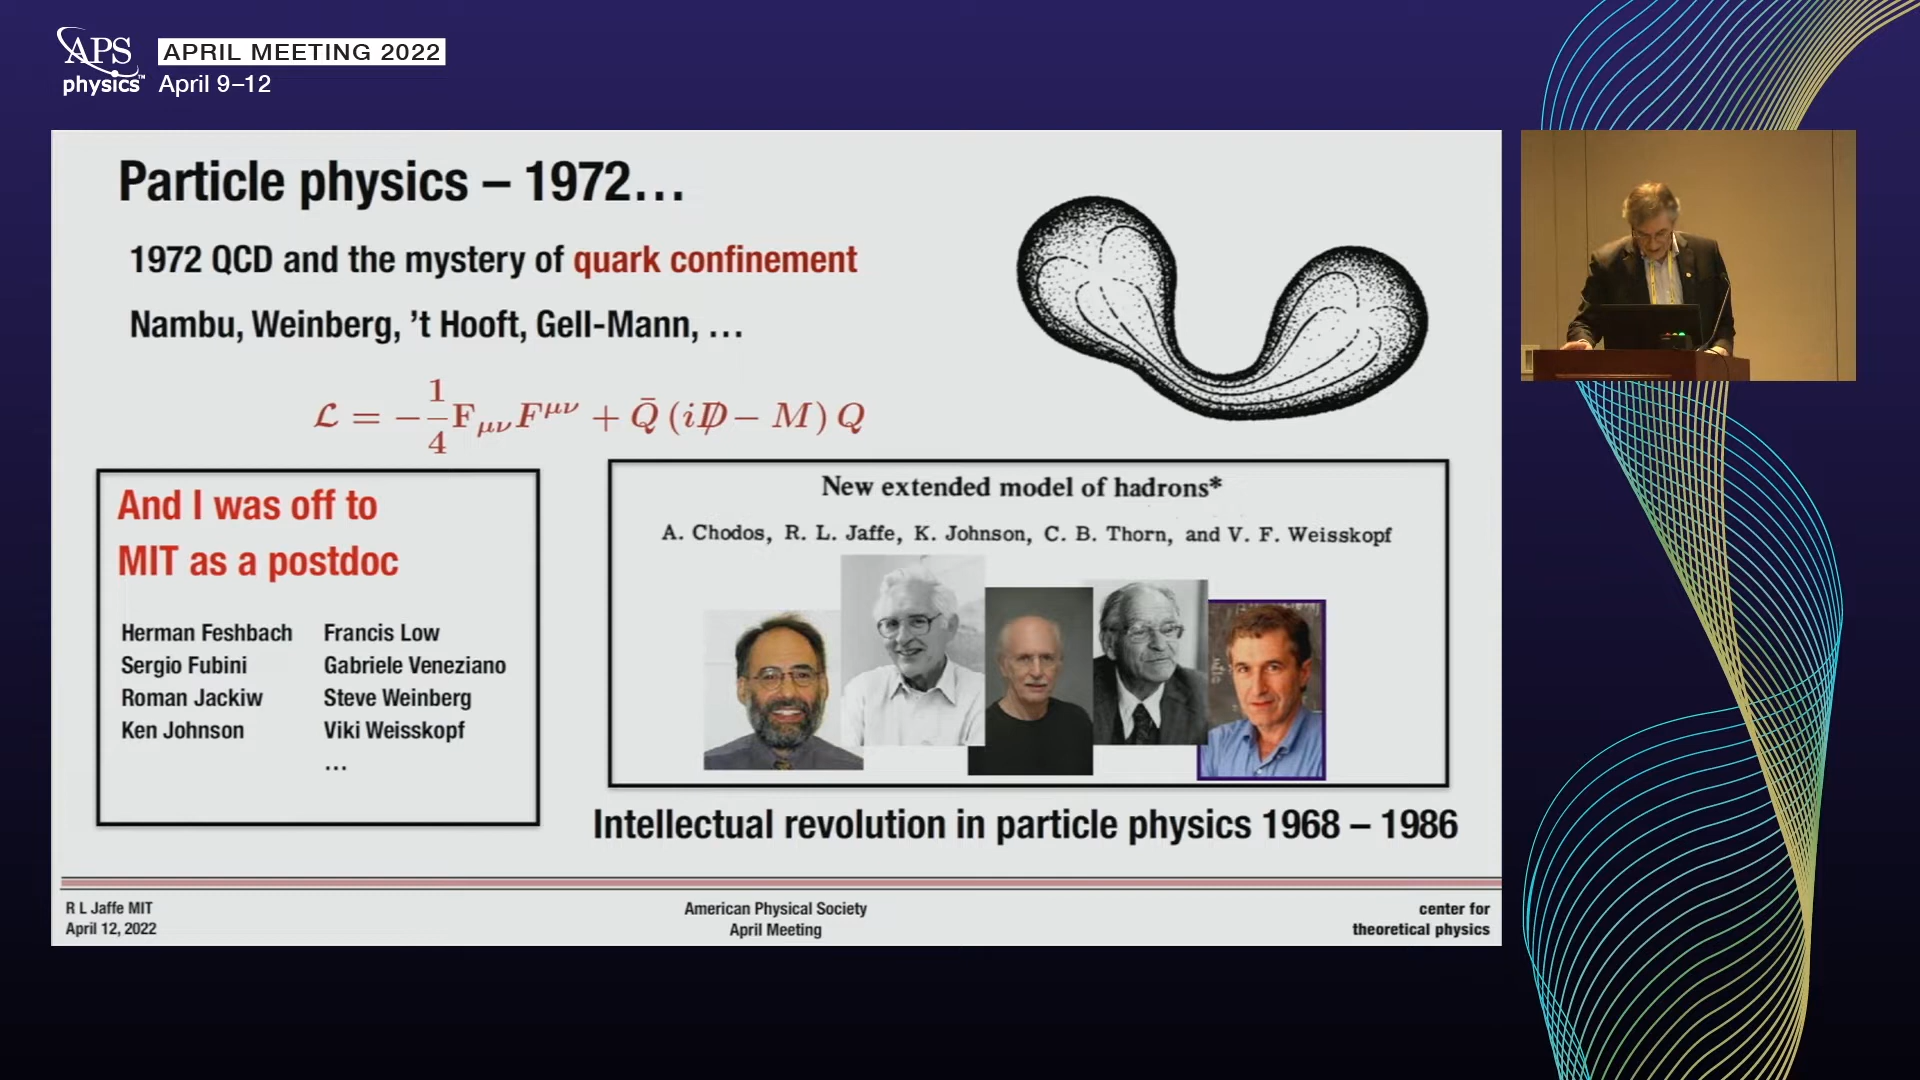 APS
physics™
APRIL MEETING 2022
April 9–12
Particle physics – 1972…
1972 QCD and the mystery of quark confinement
Nambu, Weinberg, ’t Hooft, Gell-Mann, …
ℒ = −1/4 F_μν F^μν + Q̄ (iD̸ − M) Q
And I was off to
MIT as a postdoc
Herman Feshbach Francis Low
Sergio Fubini Gabriele Veneziano
Roman Jackiw Steve Weinberg
Ken Johnson Viki Weisskopf
…
New extended model of hadrons*
A. Chodos, R. L. Jaffe, K. Johnson, C. B. Thorn, and V. F. Weisskopf
Intellectual revolution in particle physics 1968 – 1986
R L Jaffe MIT
April 12, 2022
American Physical Society
April Meeting
center for
theoretical physics